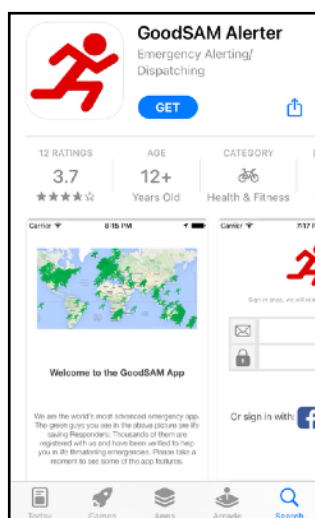 GoodSAM Alerter
Emergency Alerting/
Dispatching
GET
12 RATINGS
AGE
CATEGORY
3.7
12+
★★★★☆
Years Old
Health & Fitness
Carrier
8:15 PM
Carrier
7:17 P
Sign in once, we will
Welcome to the GoodSAM App
We are the world's most advanced emergency app.
The green guys you see in the above picture are life
saving Responders: Thousands of them are
registered with us and have been verified to help
you in life threatening emergencies. Please take a
moment to see some of the app features.
Or sign in with:
Today
Games
Apps
Arcade
Search